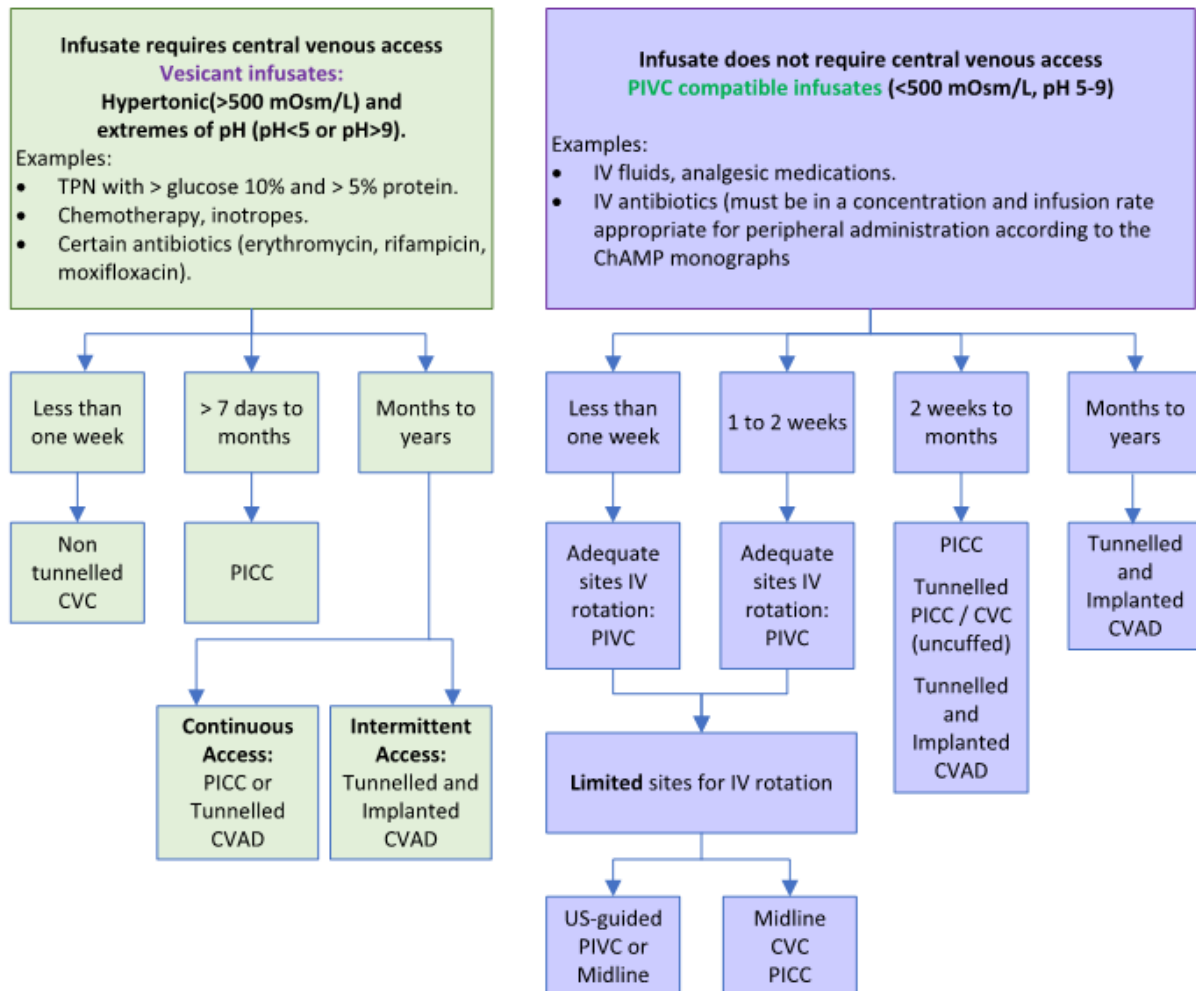 Infusate requires central venous access
Vesicant infusates:
Hypertonic(>500 mOsm/L) and
extremes of pH (pH<5 or pH>9).
Examples:
• TPN with > glucose 10% and > 5% protein.
• Chemotherapy, inotropes.
• Certain antibiotics (erythromycin, rifampicin,
moxifloxacin).
Infusate does not require central venous access
PIVC compatible infusates (<500 mOsm/L, pH 5-9)
Examples:
• IV fluids, analgesic medications.
• IV antibiotics (must be in a concentration and infusion rate
appropriate for peripheral administration according to the
ChAMP monographs
Less than
one week
> 7 days to
months
Months to
years
Less than
one week
1 to 2 weeks
2 weeks to
months
Months to
years
Non
tunnelled
CVC
PICC
Adequate
sites IV
rotation:
PIVC
Adequate
sites IV
rotation:
PIVC
PICC
Tunnelled
PICC / CVC
(uncuffed)
Tunnelled
and
Implanted
CVAD
Tunnelled
and
Implanted
CVAD
Continuous
Access:
PICC or
Tunnelled
CVAD
Intermittent
Access:
Tunnelled and
Implanted
CVAD
Limited sites for IV rotation
US-guided
PIVC or
Midline
Midline
CVC
PICC